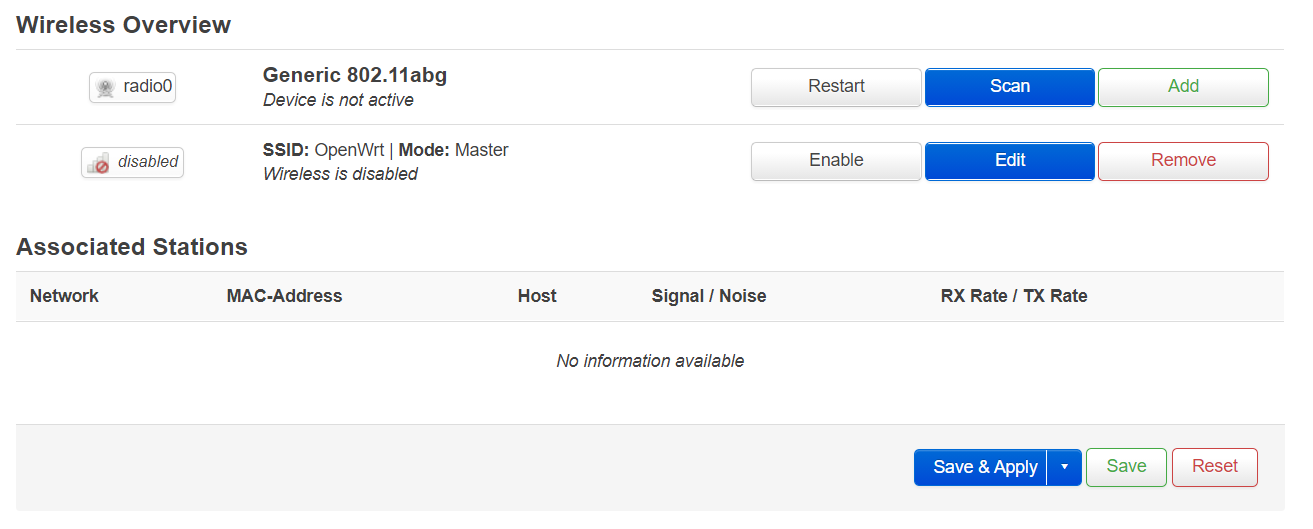 Wireless Overview
radio0
Generic 802.11abg
Device is not active
Restart
Scan
Add
disabled
SSID: OpenWrt | Mode: Master
Wireless is disabled
Enable
Edit
Remove
Associated Stations
Network MAC-Address Host Signal / Noise RX Rate / TX Rate
No information available
Save & Apply
Save
Reset